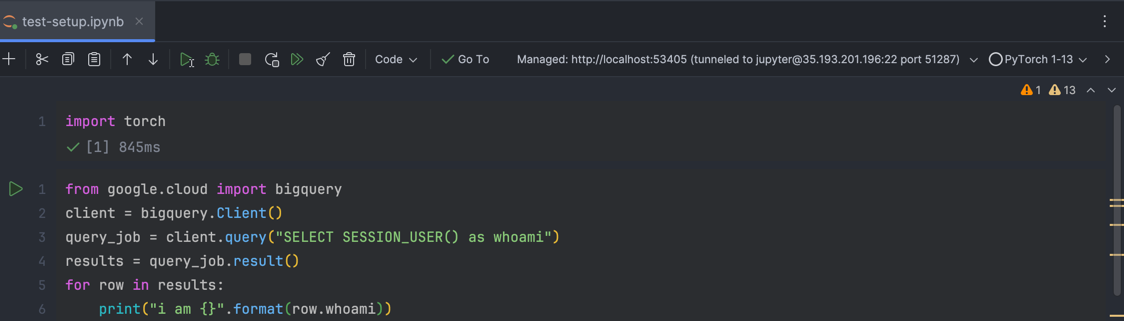 test-setup.ipynb
Code Go To Managed: http://localhost:53405 (tunneled to jupyter@35.193.201.196:22 port 51287) PyTorch 1-13
1 13
1 import torch
[1] 845ms
1 from google.cloud import bigquery
2 client = bigquery.Client()
3 query_job = client.query("SELECT SESSION_USER() as whoami")
4 results = query_job.result()
5 for row in results:
6 print("i am {}".format(row.whoami))